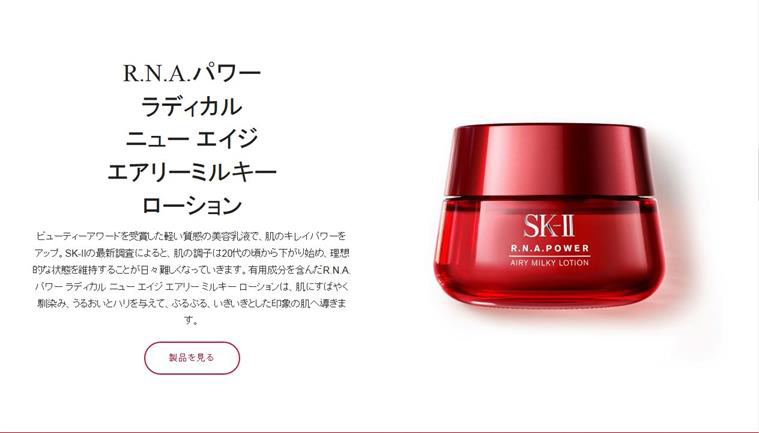 R.N.A.パワー
ラディカル
ニュー エイジ
エアリーミルキー
ローション
ビューティーアワードを受賞した軽い質感の美容乳液で、肌のキレイパワーを
アップ。SK-IIの最新調査によると、肌の調子は20代の頃から下がり始め、理想
的な状態を維持することが日々難しくなっていきます。有用成分を含んだR.N.A.
パワー ラディカル ニュー エイジ エアリー ミルキー ローションは、肌にすばやく
馴染み、うるおいとハリを与えて、ぷるぷる、いきいきとした印象の肌へ導きま
す。
製品を見る
SK-II
R.N.A.POWER
AIRY MILKY LOTION